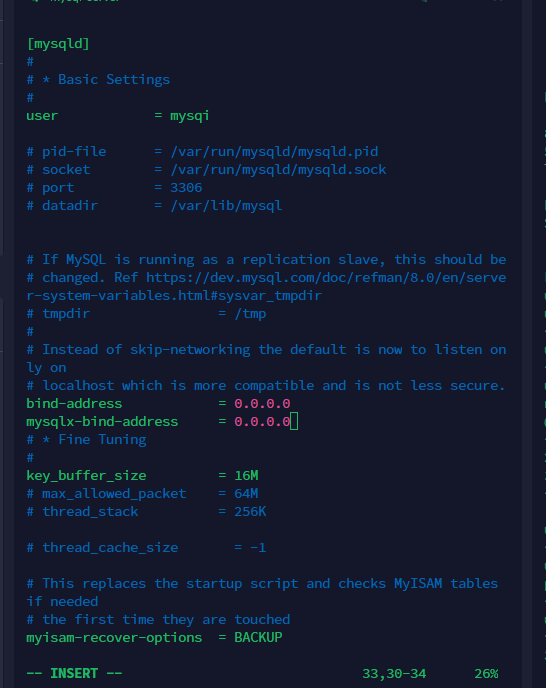 [mysqld]
#
# * Basic Settings
#
user            = mysqi
# pid-file      = /var/run/mysqld/mysqld.pid
# socket        = /var/run/mysqld/mysqld.sock
# port          = 3306
# datadir       = /var/lib/mysql
# If MySQL is running as a replication slave, this should be
# changed. Ref https://dev.mysql.com/doc/refman/8.0/en/serve
r-system-variables.html#sysvar_tmpdir
# tmpdir                = /tmp
#
# Instead of skip-networking the default is now to listen on
ly on
# localhost which is more compatible and is not less secure.
bind-address            = 0.0.0.0
mysqlx-bind-address     = 0.0.0.0
# * Fine Tuning
#
key_buffer_size         = 16M
# max_allowed_packet    = 64M
# thread_stack          = 256K
# thread_cache_size       = -1
# This replaces the startup script and checks MyISAM tables
if needed
# the first time they are touched
myisam-recover-options  = BACKUP
-- INSERT --                              33,30-34      26%